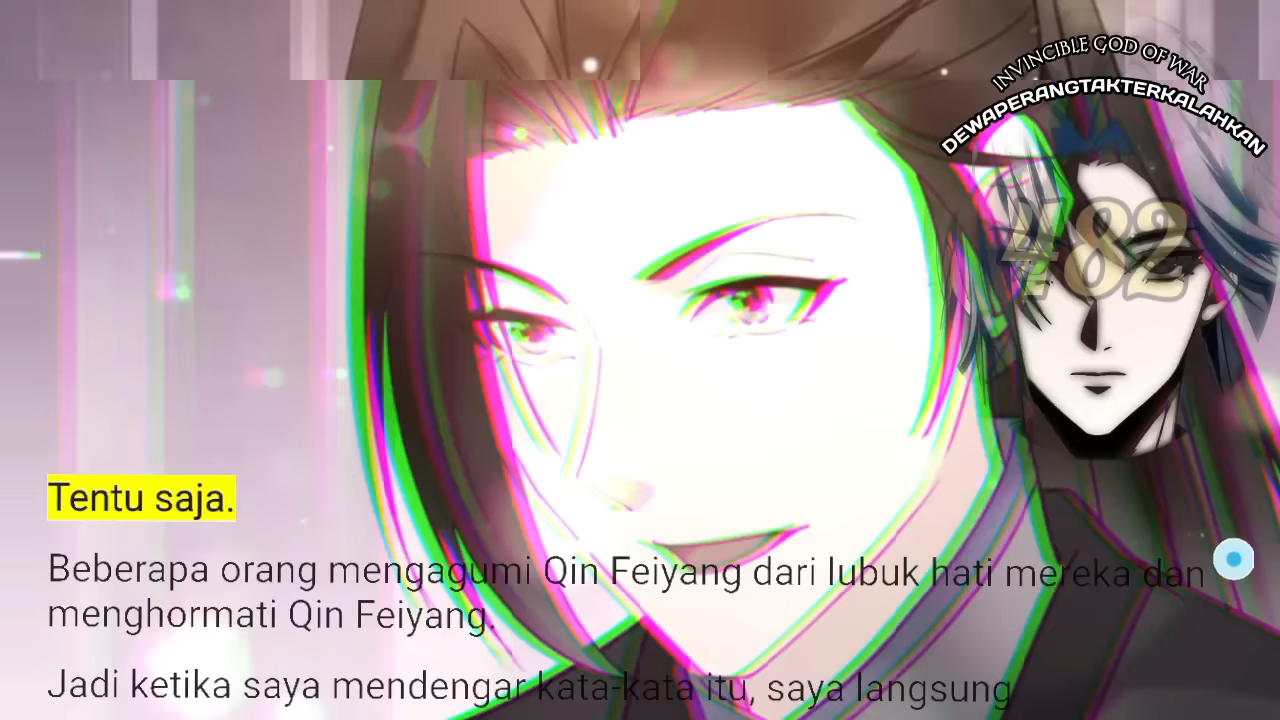 INVINCIBLE GOD OF WAR
DEWAPERANGTAKTERKALAHKAN
482
Tentu saja.
Beberapa orang mengagumi Qin Feiyang dari lubuk hati mereka dan
menghormati Qin Feiyang.
Jadi ketika saya mendengar kata-kata itu, saya langsung